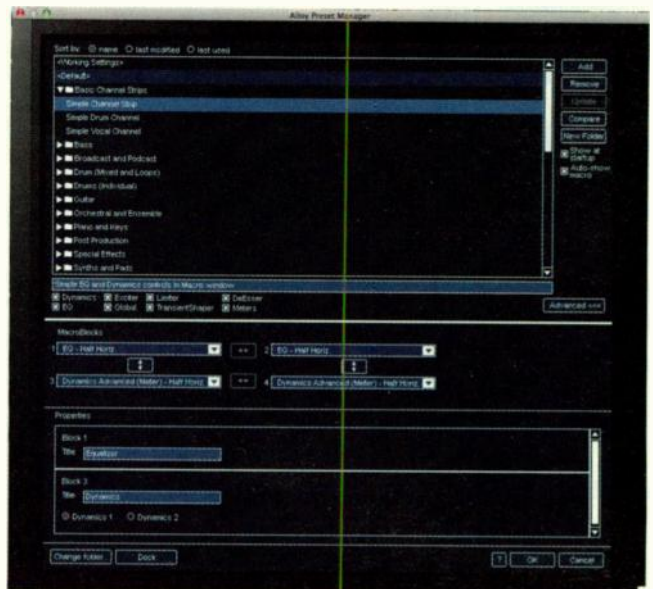 Alloy Preset Manager
Sort by: name last modified last used
<Working Settings>
<Default>
Basic Channel Strips
Simple Channel Strip
Simple Drum Channel
Simple Vocal Channel
Bass
Broadcast and Podcast
Drum (Mixed and Loops)
Drums (Individual)
Guitar
Orchestral and Ensemble
Piano and Keys
Post Production
Special Effects
Synths and Pads
Add
Remove
Update
Compare
New Folder
Show at startup
Auto-show macro
Simple EQ and Dynamics controls in Macro window
Dynamics Exciter Limiter DeEsser
EQ Global TransientShaper Meters
Advanced <<<
MacroBlocks
1 EQ - Half Horiz 2 EQ - Half Horiz
3 Dynamics Advanced (Meter) - Half Horiz 4 Dynamics Advanced (Meter) - Half Horiz
Properties
Block 1
Title Equalizer
Block 3
Title Dynamics
Dynamics 1 Dynamics 2
Change folder... Dock ? OK Cancel